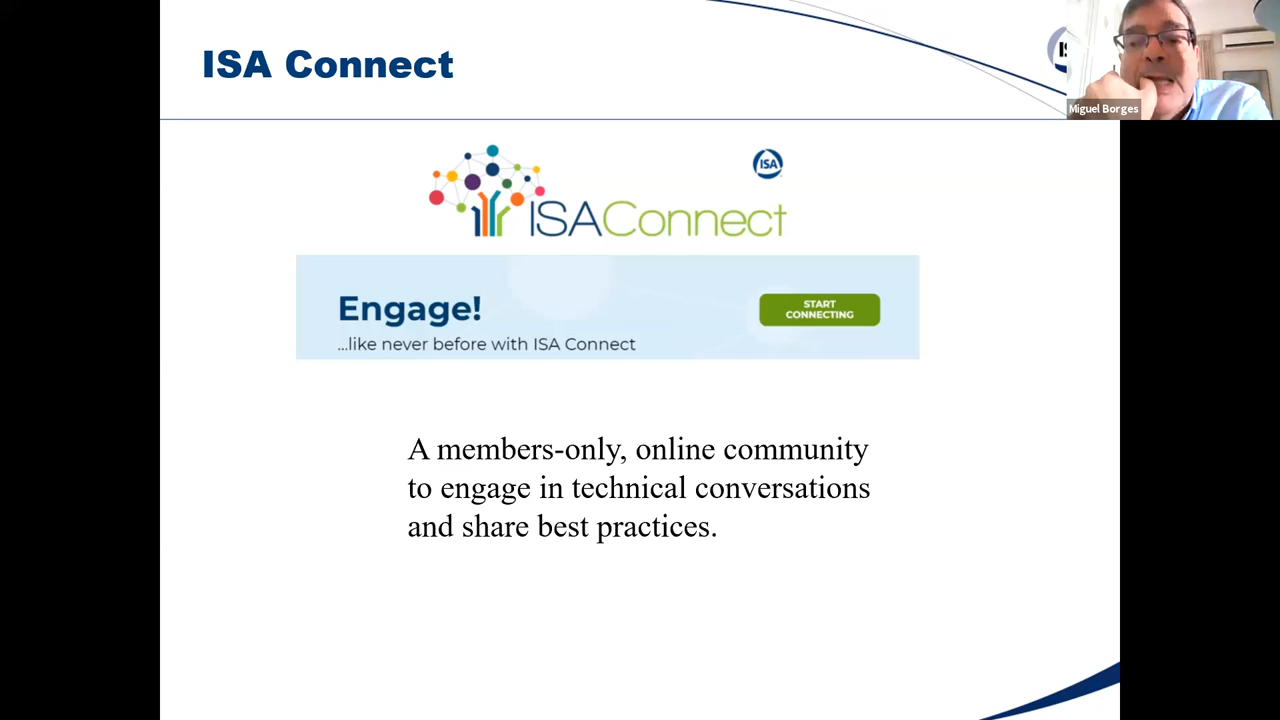 ISA Connect
Miguel Borges
ISA
ISAConnect
Engage!
...like never before with ISA Connect
START
CONNECTING
A members-only, online community
to engage in technical conversations
and share best practices.